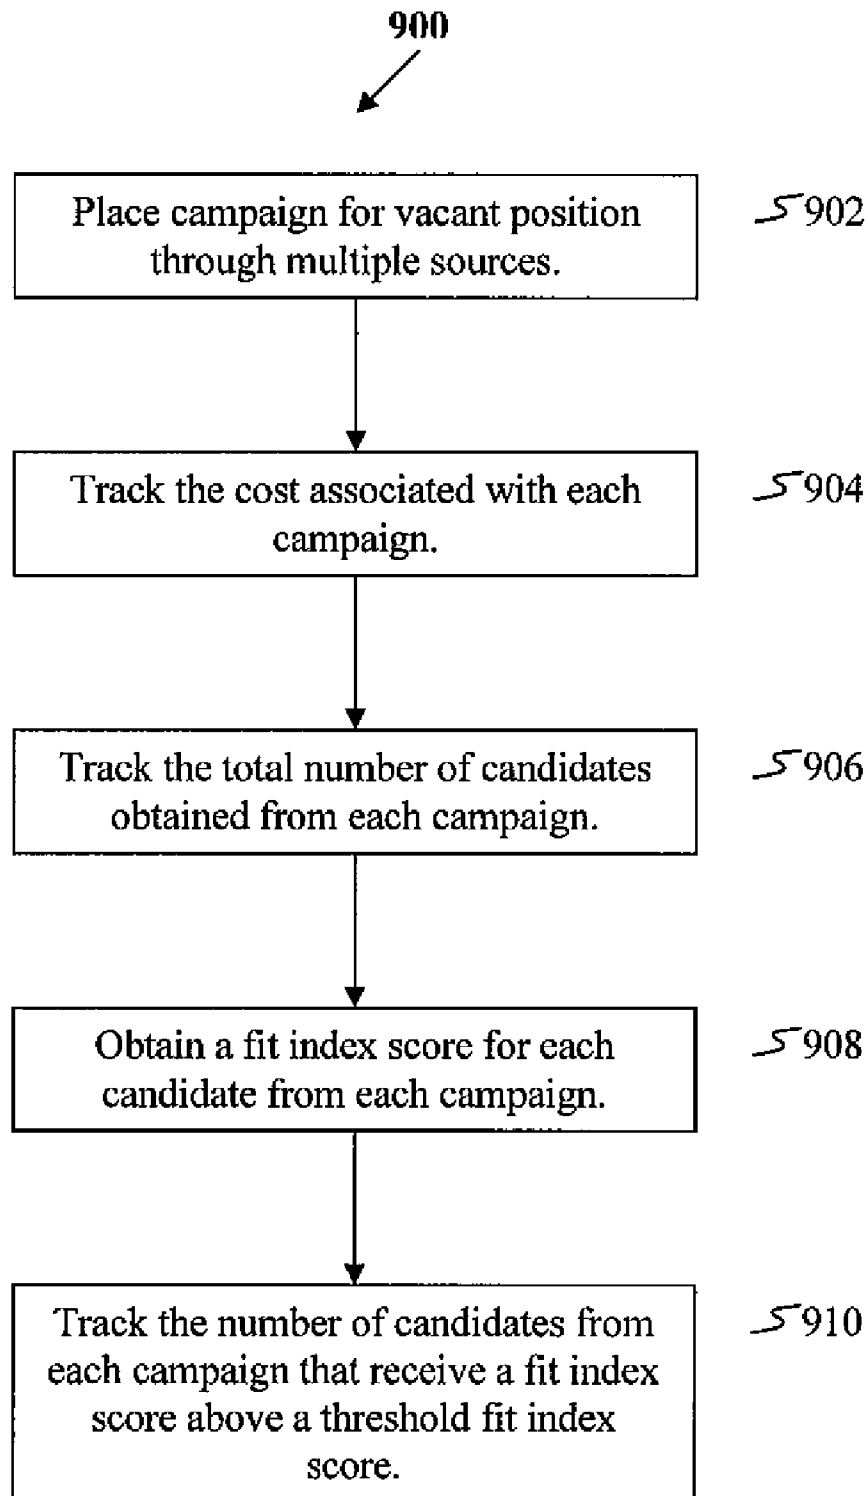 900
Place campaign for vacant position
through multiple sources.
902
Track the cost associated with each
campaign.
904
Track the total number of candidates
obtained from each campaign.
906
Obtain a fit index score for each
candidate from each campaign.
908
Track the number of candidates from
each campaign that receive a fit index
score above a threshold fit index
score.
910